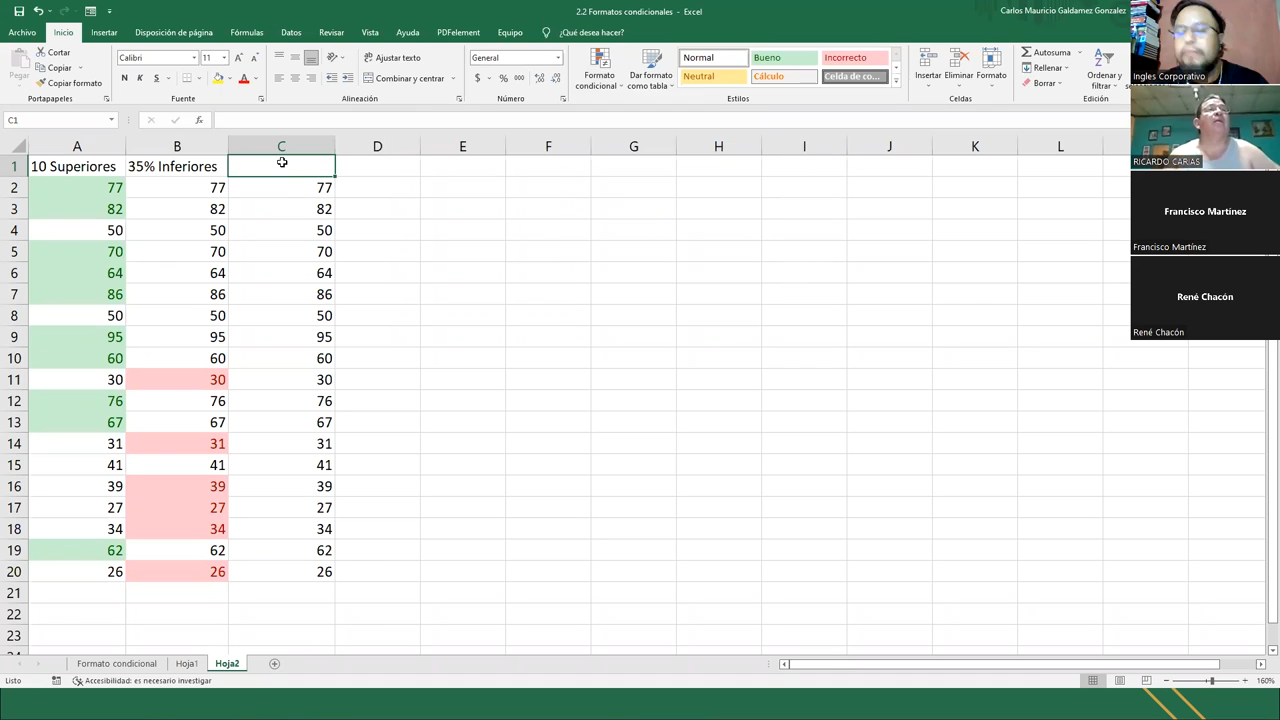 2.2 Formatos condicionales - Excel
Carlos Mauricio Galdamez Gonzalez
Archivo Inicio Insertar Disposición de página Fórmulas Datos Revisar Vista Ayuda PDFelement Equipo ¿Qué desea hacer?
Pegar
Cortar
Copiar
Copiar formato
Portapapeles
Calibri 11
N K S
Fuente
Ajustar texto
Combinar y centrar
Alineación
General
$ % 000
Número
Formato condicional
Dar formato como tabla
Normal Bueno Incorrecto
Neutral Cálculo Celda de co...
Estilos
Insertar Eliminar Formato
Celdas
Autosuma
Rellenar
Borrar
Ordenar y filtrar
Edición
C1
fx
A B C D E F G H I J K L
1 10 Superiores 35% Inferiores
2 77 77 77
3 82 82 82
4 50 50 50
5 70 70 70
6 64 64 64
7 86 86 86
8 50 50 50
9 95 95 95
10 60 60 60
11 30 30 30
12 76 76 76
13 67 67 67
14 31 31 31
15 41 41 41
16 39 39 39
17 27 27 27
18 34 34 34
19 62 62 62
20 26 26 26
21
22
23
Formato condicional Hoja1 Hoja2
Listo Accesibilidad: es necesario investigar 160%
Ingles Corporativo
RICARDO CARIAS
Francisco Martínez
Francisco Martínez
René Chacón
René Chacón